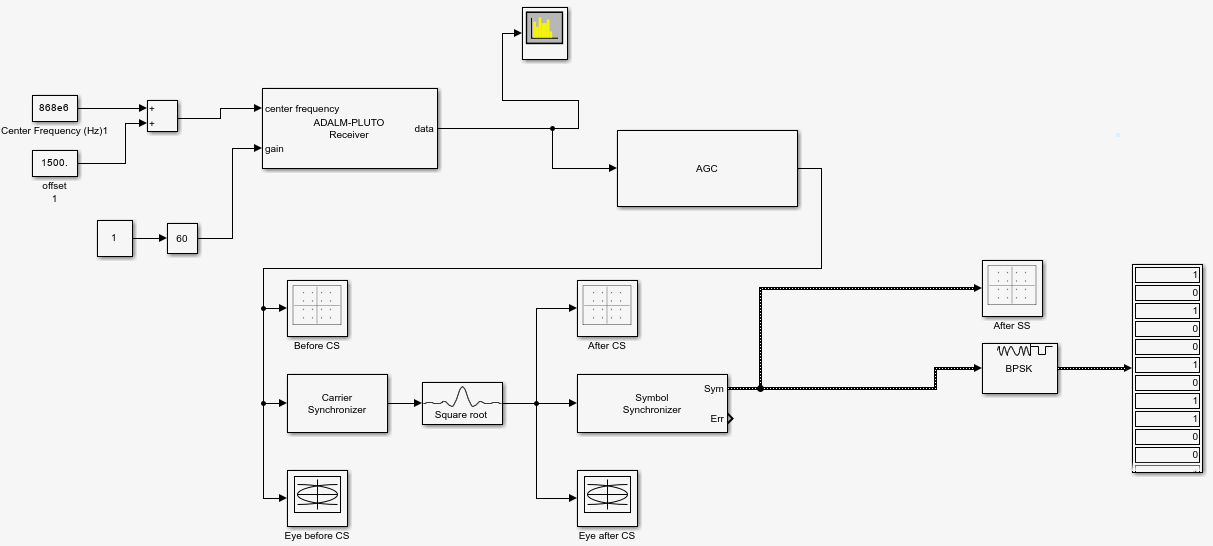 868e6
Center Frequency (Hz)1
+
+
1500.
offset
1
1
60
center frequency
ADALM-PLUTO
Receiver
data
gain
AGC
Before CS
After CS
Carrier
Synchronizer
Square root
Symbol
Synchronizer
Sym
Err
Eye before CS
Eye after CS
After SS
BPSK
1
0
1
0
0
1
0
1
1
0
0